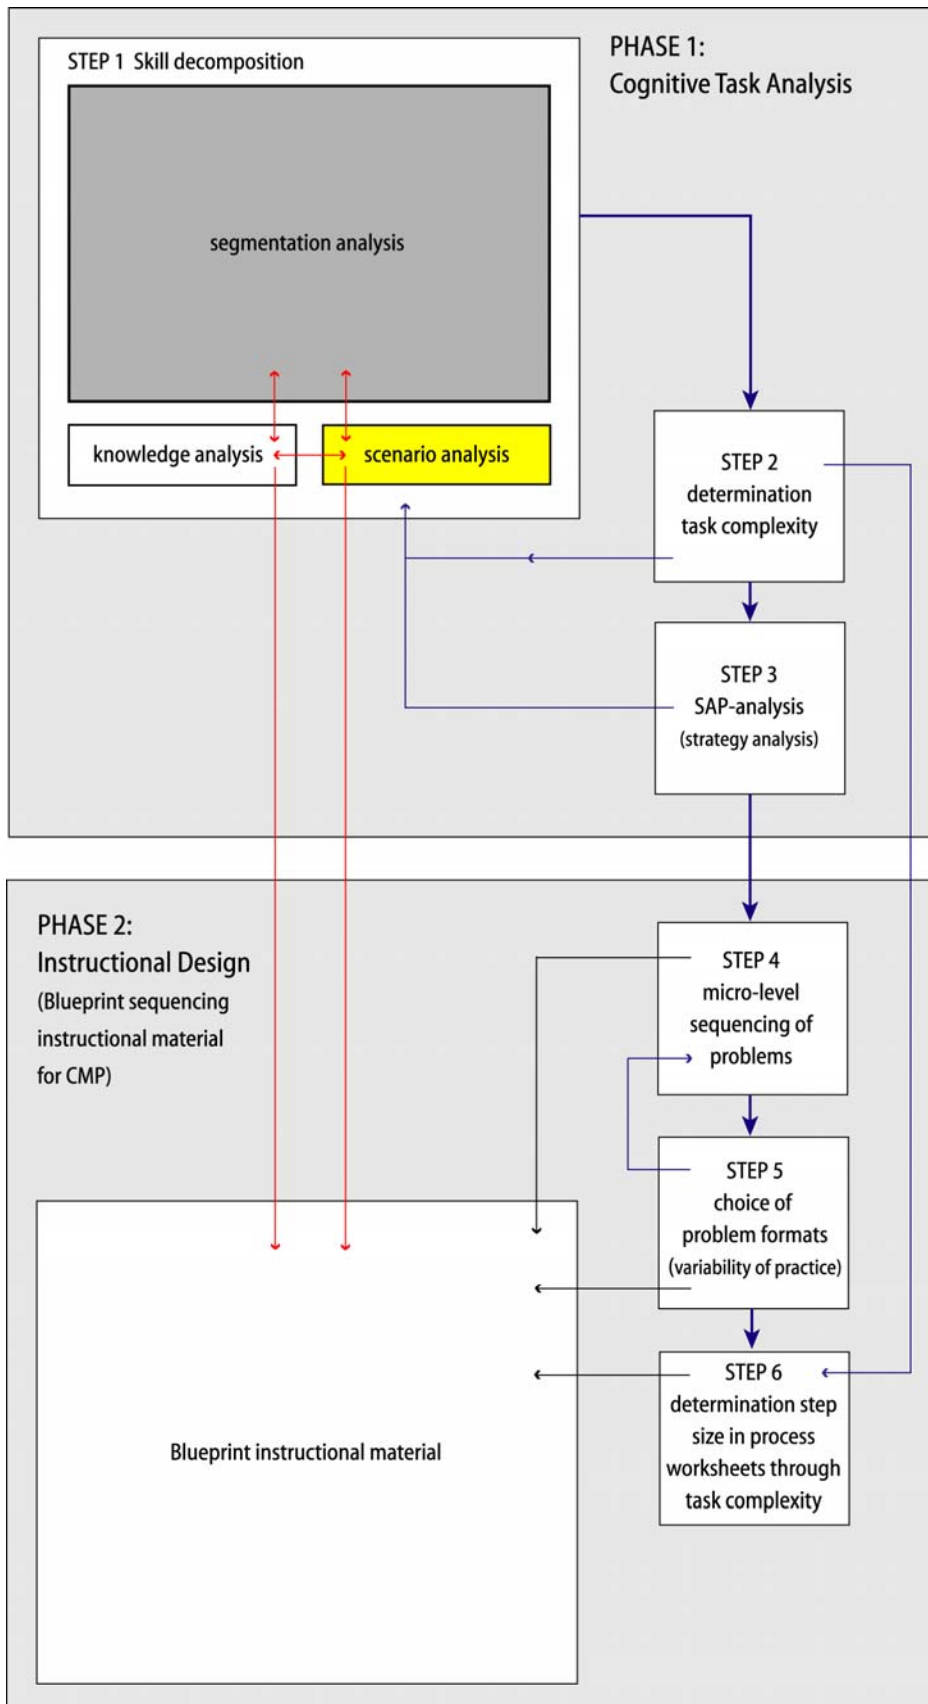 PHASE 1:
Cognitive Task Analysis
STEP 1 Skill decomposition
segmentation analysis
knowledge analysis
scenario analysis
STEP 2
determination
task complexity
STEP 3
SAP-analysis
(strategy analysis)
PHASE 2:
Instructional Design
(Blueprint sequencing
instructional material
for CMP)
STEP 4
micro-level
sequencing of
problems
STEP 5
choice of
problem formats
(variability of practice)
STEP 6
determination step
size in process
worksheets through
task complexity
Blueprint instructional material